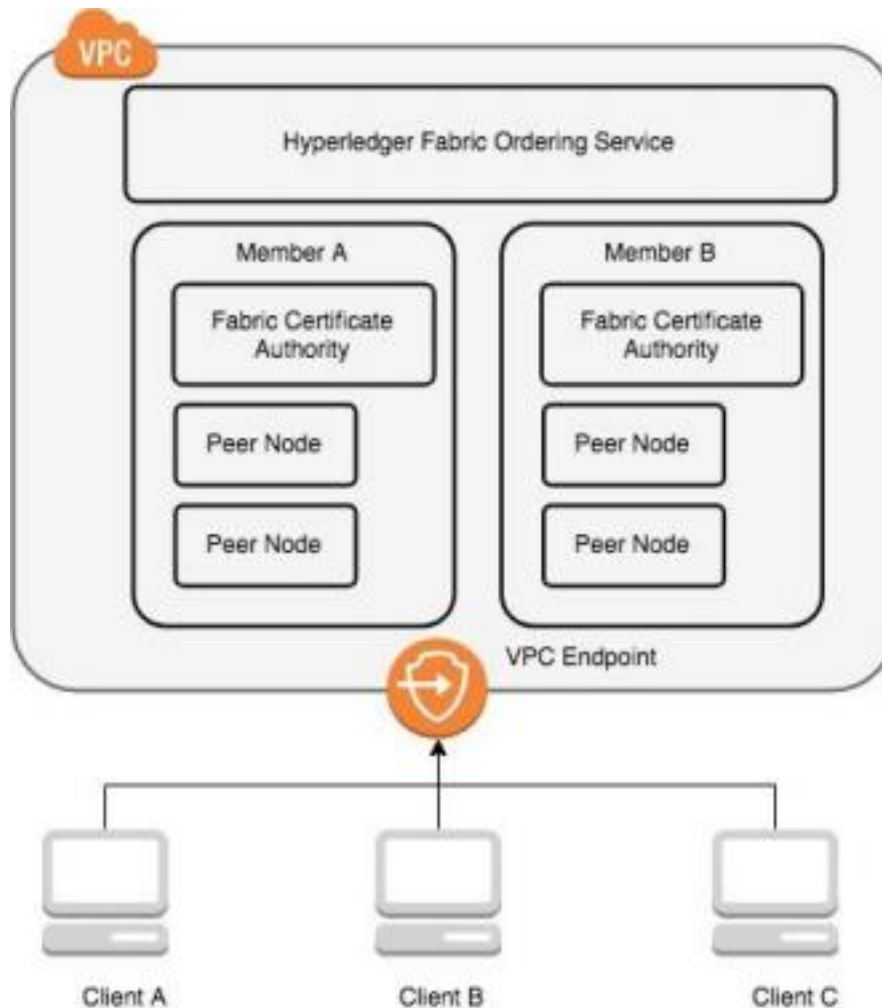 VPC
Hyperledger Fabric Ordering Service
Member A
Fabric Certificate
Authority
Peer Node
Peer Node
Member B
Fabric Certificate
Authority
Peer Node
Peer Node
VPC Endpoint
Client A
Client B
Client C